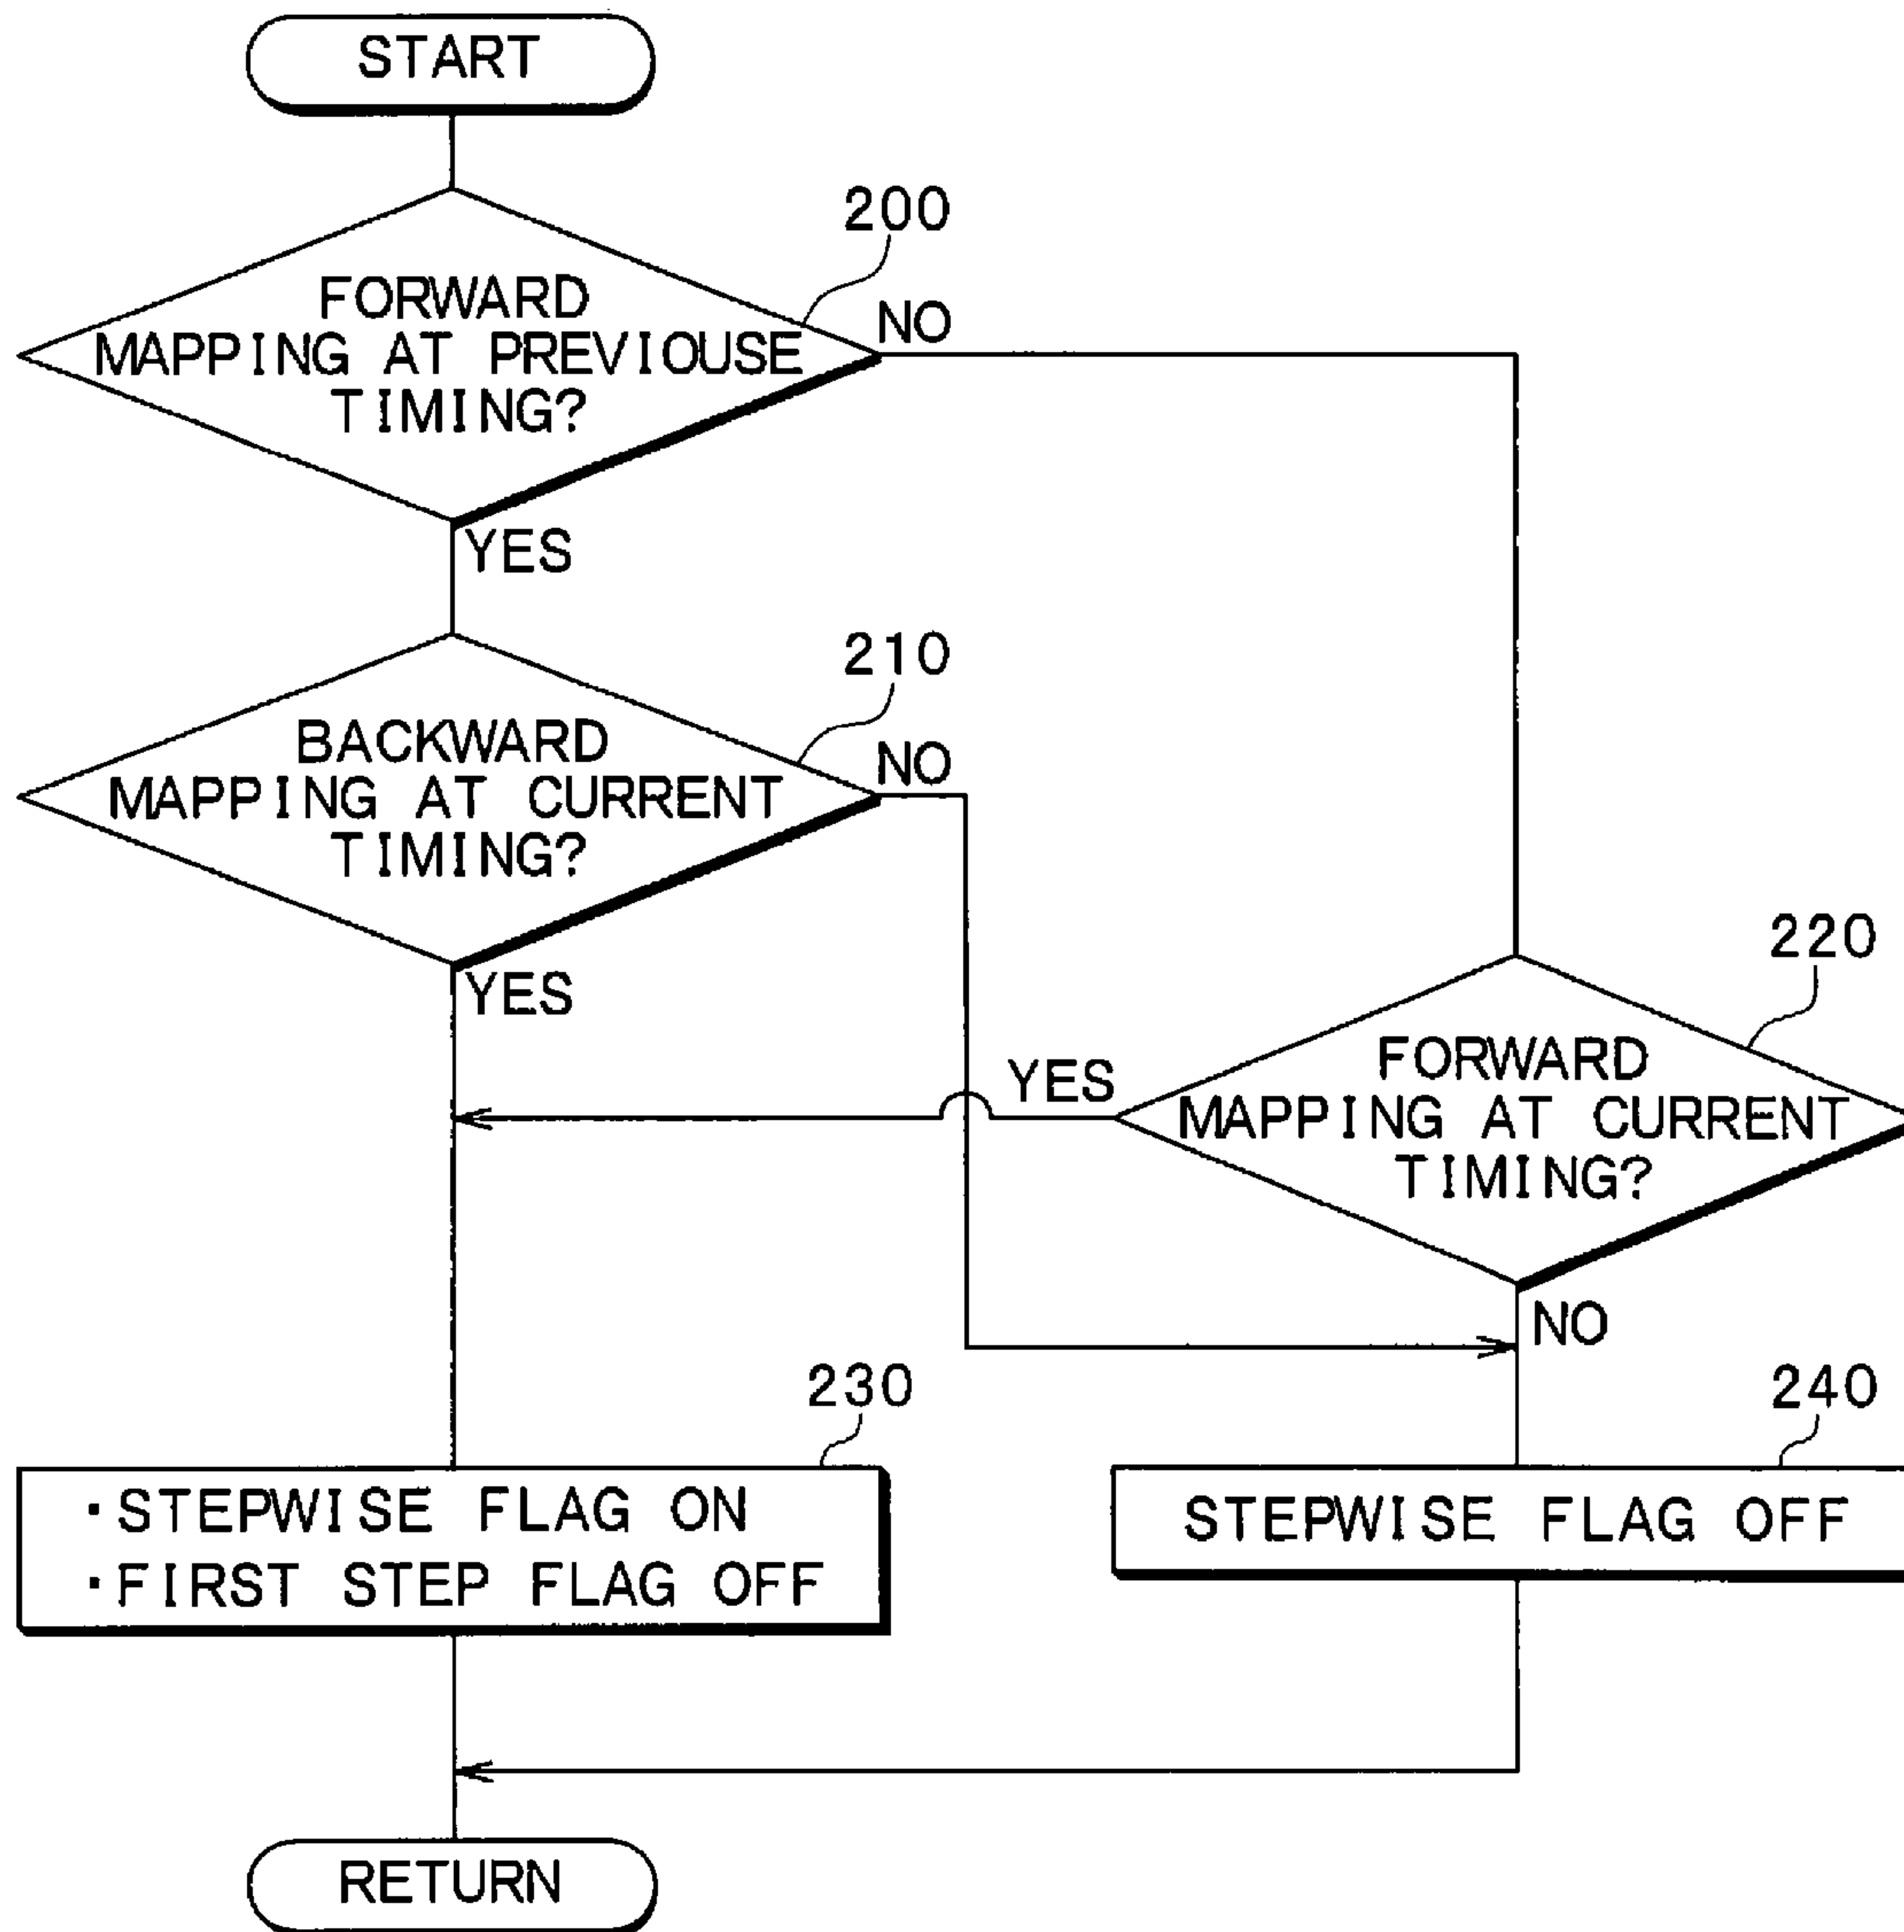 START
200
FORWARD
MAPPING AT PREVIOUSE
TIMING?
NO
YES
210
BACKWARD
MAPPING AT CURRENT
TIMING?
NO
YES
220
FORWARD
MAPPING AT CURRENT
TIMING?
YES
NO
230
・STEPWISE FLAG ON
・FIRST STEP FLAG OFF
240
STEPWISE FLAG OFF
RETURN